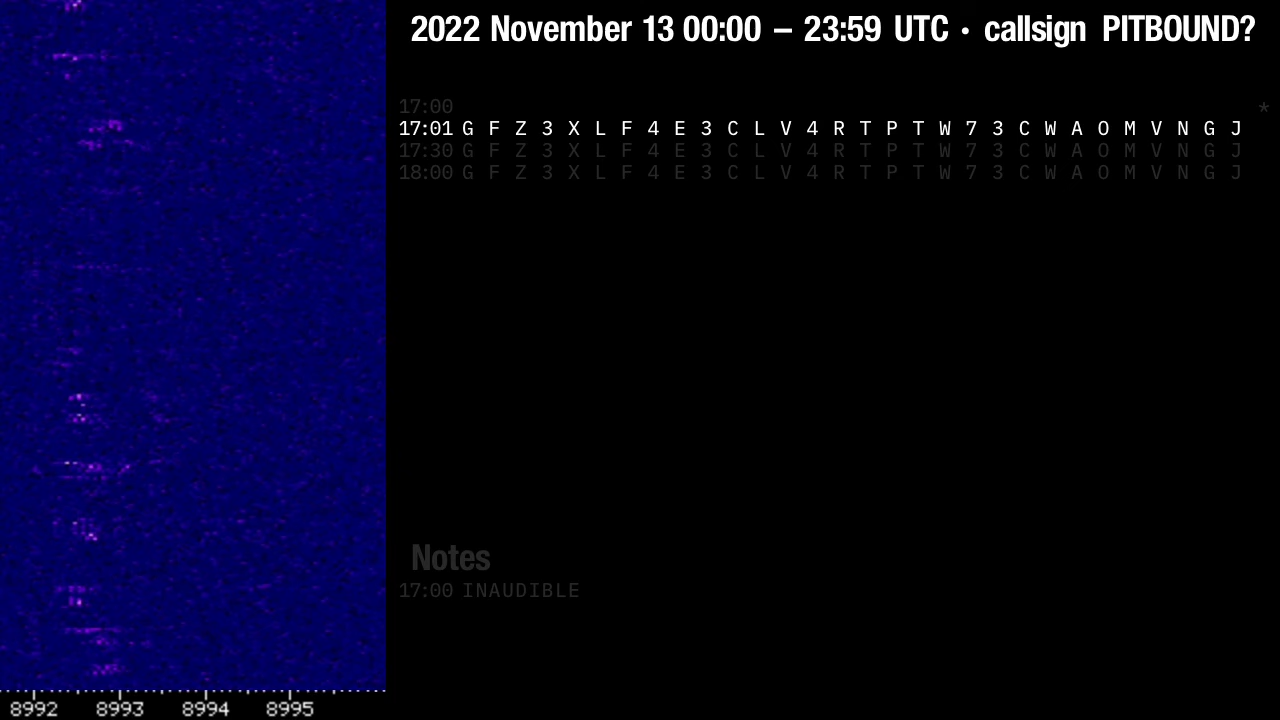 2022 November 13 00:00 – 23:59 UTC · callsign PITBOUND?
17:00 *
17:01 G F Z 3 X L F 4 E 3 C L V 4 R T P T W 7 3 C W A O M V N G J
17:30 G F Z 3 X L F 4 E 3 C L V 4 R T P T W 7 3 C W A O M V N G J
18:00 G F Z 3 X L F 4 E 3 C L V 4 R T P T W 7 3 C W A O M V N G J
Notes
17:00 INAUDIBLE
8992 8993 8994 8995